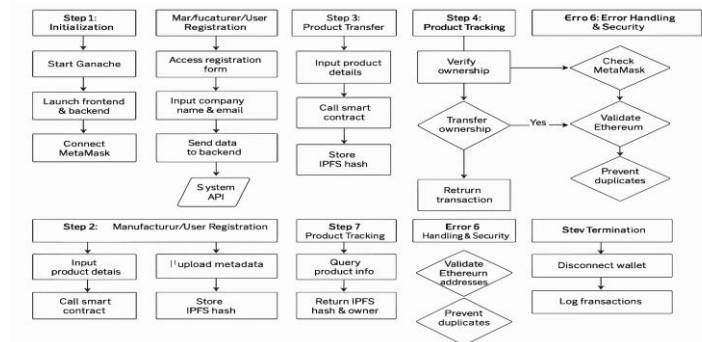 Step 1:
Initialization
Start Ganache
Launch frontend
& backend
Connect
MetaMask
Mar/fucaturer/User
Registration
Access registration
form
Input company
name & email
Send data
to backend
System
API
Step 3:
Product Transfer
Input product
details
Call smart
contract
Store
IPFS hash
Step 4:
Product Tracking
Verify
ownership
Transfer
ownership
Yes
Retrurn
transaction
Erro 6: Error Handling
& Security
Check
MetaMask
Validate
Ethereum
Prevent
duplicates
Step 2: Manufacturur/User Registration
Input
product detais
Call smart
contract
upload metadata
Store
IPFS hash
Step 7
Product Tracking
Query
product info
Return IPFS
hash & owner
Error 6
Handling & Security
Validate
Ethereurn
addresses
Prevent
duplicates
Stev Termination
Disconnect wallet
Log fransactions